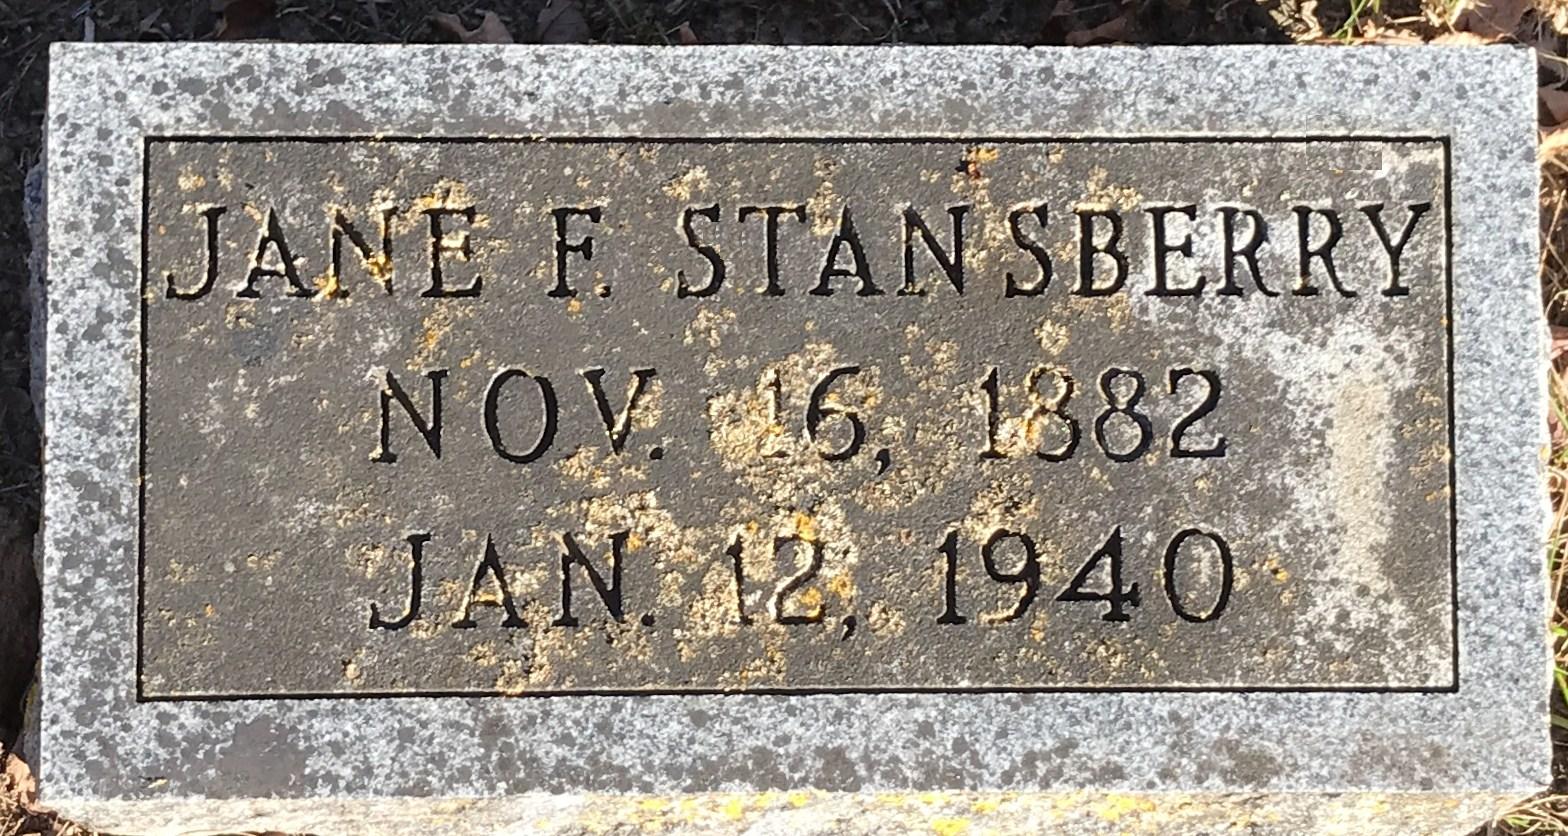 JANE F. STANSBERRY
NOV. 16, 1882
JAN. 12, 1940